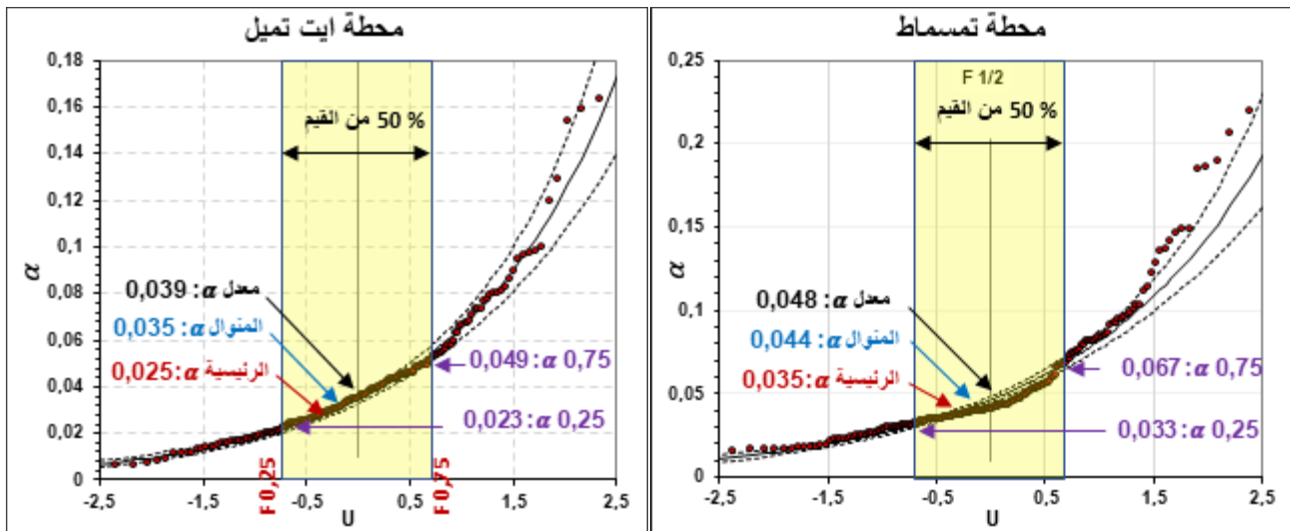 محطة ايت تميل
0,18
0,16
0,14
0,12
0,1
0,08
0,06
0,04
0,02
0
α
50 % من القيم
معدل α : 0,039
المنوال α : 0,035
الرئيسية α : 0,025
0,75 α : 0,049
0,25 α : 0,023
F 0,25
F 0,75
-2,5 -1,5 -0,5 0,5 1,5 2,5
U
محطة تمسماط
0,25
0,2
0,15
0,1
0,05
0
α
F 1/2
50 % من القيم
معدل α : 0,048
المنوال α : 0,044
الرئيسية α : 0,035
0,75 α : 0,067
0,25 α : 0,033
-2,5 -1,5 -0,5 0,5 1,5 2,5
U